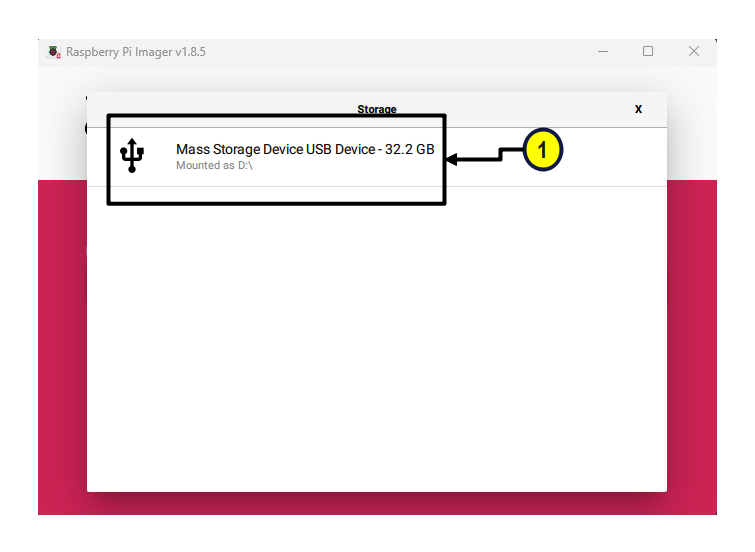 Raspberry Pi Imager v1.8.5
Storage
X
Mass Storage Device USB Device - 32.2 GB
Mounted as D:\
1